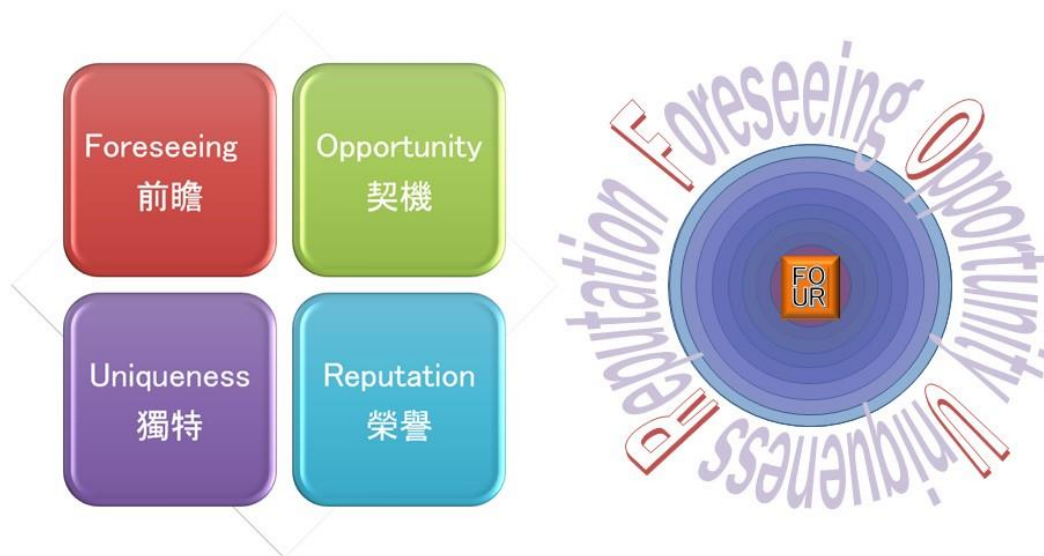 Foreseeing
前瞻
Opportunity
契機
Uniqueness
獨特
Reputation
榮譽
Foreseeing
Opportunity
Uniqueness
Reputation
FO
UR